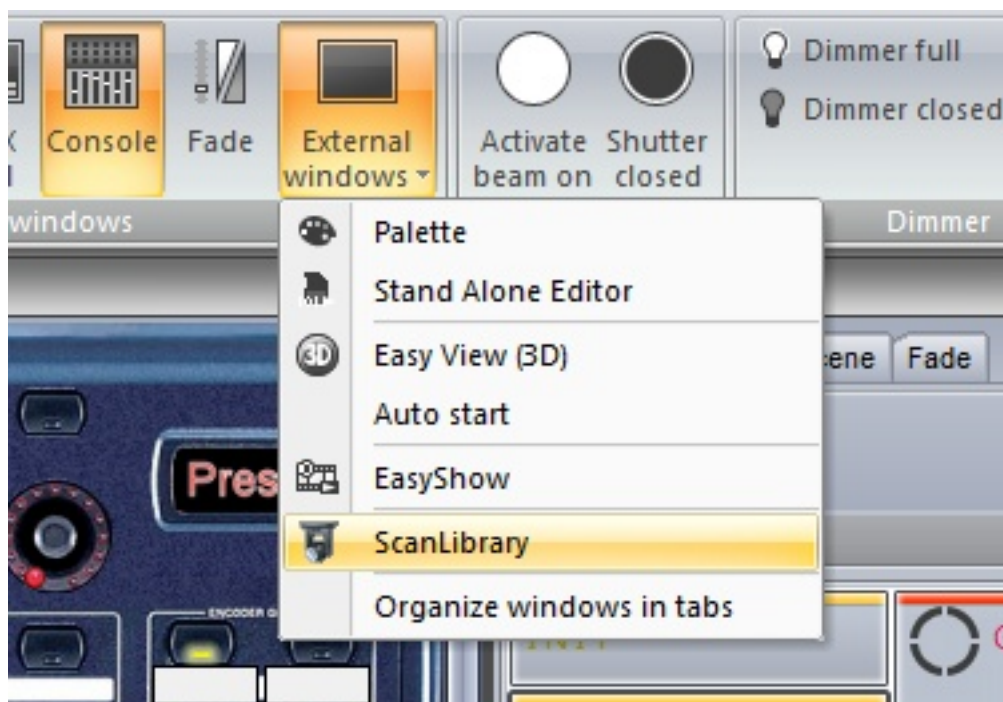 Console
Fade
External
windows
Activate
beam on
Shutter
closed
Dimmer full
Dimmer closed
windows
Dimmer
Palette
Stand Alone Editor
Easy View (3D)
Auto start
EasyShow
ScanLibrary
Organize windows in tabs
Fade
Pres
INIT